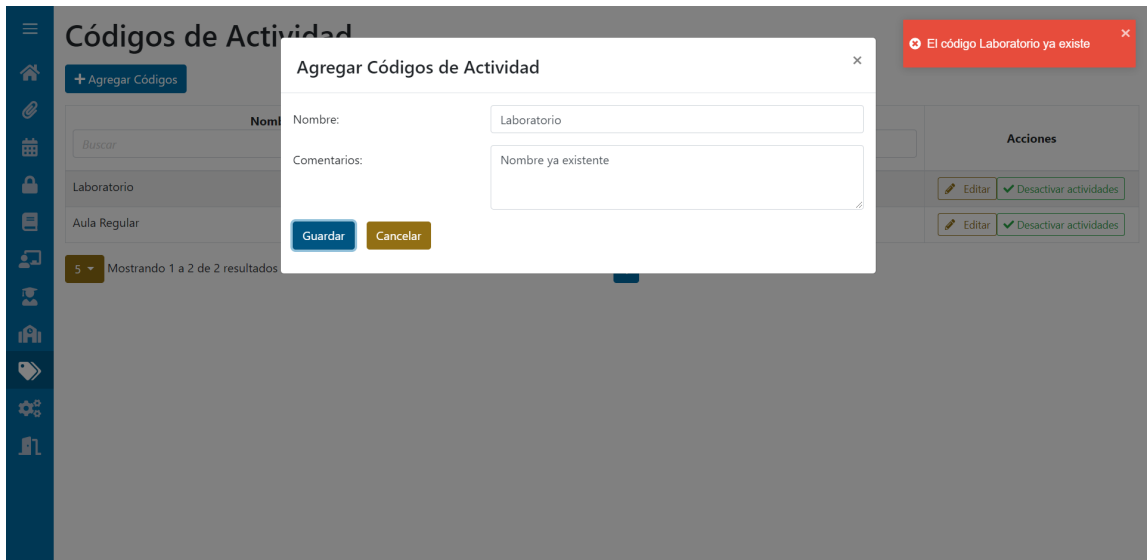 Códigos de Actividad
El código Laboratorio ya existe
×
Agregar Códigos de Actividad
×
+ Agregar Códigos
Nombre:
Laboratorio
Acciones
Buscar
Comentarios:
Nombre ya existente
Laboratorio
Editar
Desactivar actividades
Aula Regular
Editar
Desactivar actividades
Guardar
Cancelar
5
Mostrando 1 a 2 de 2 resultados